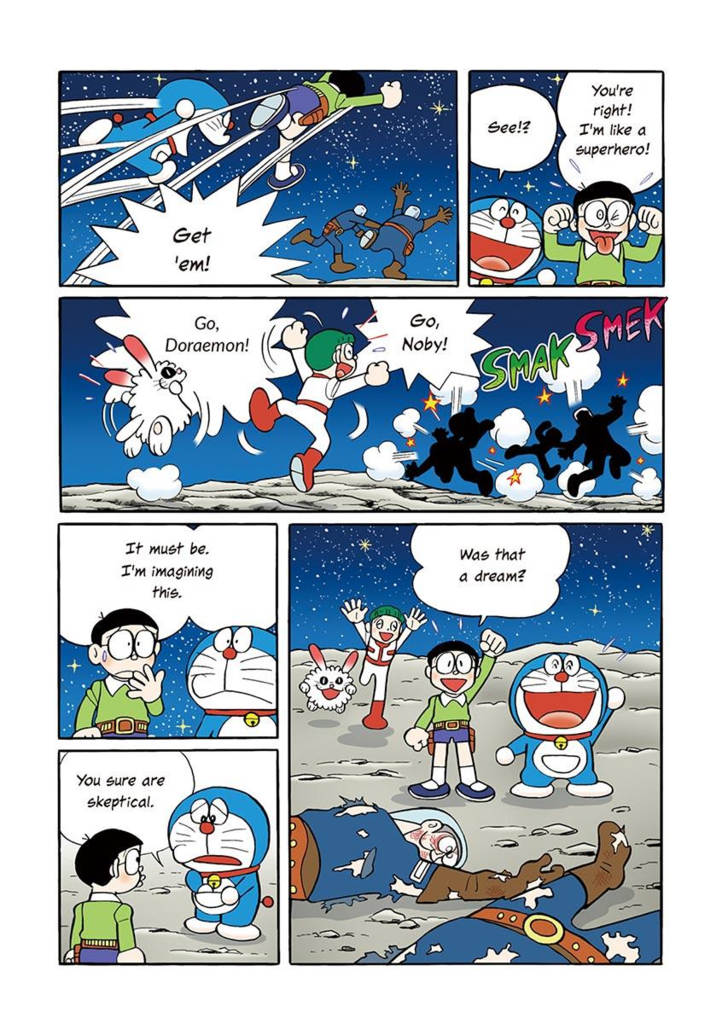 You're
right!
I'm like a
superhero!
See!?
Get
'em!
SMAK
SMEK
Go,
Noby!
Go,
Doraemon!
Was that
a dream?
It must be.
I'm imagining
this.
You sure are
skeptical.